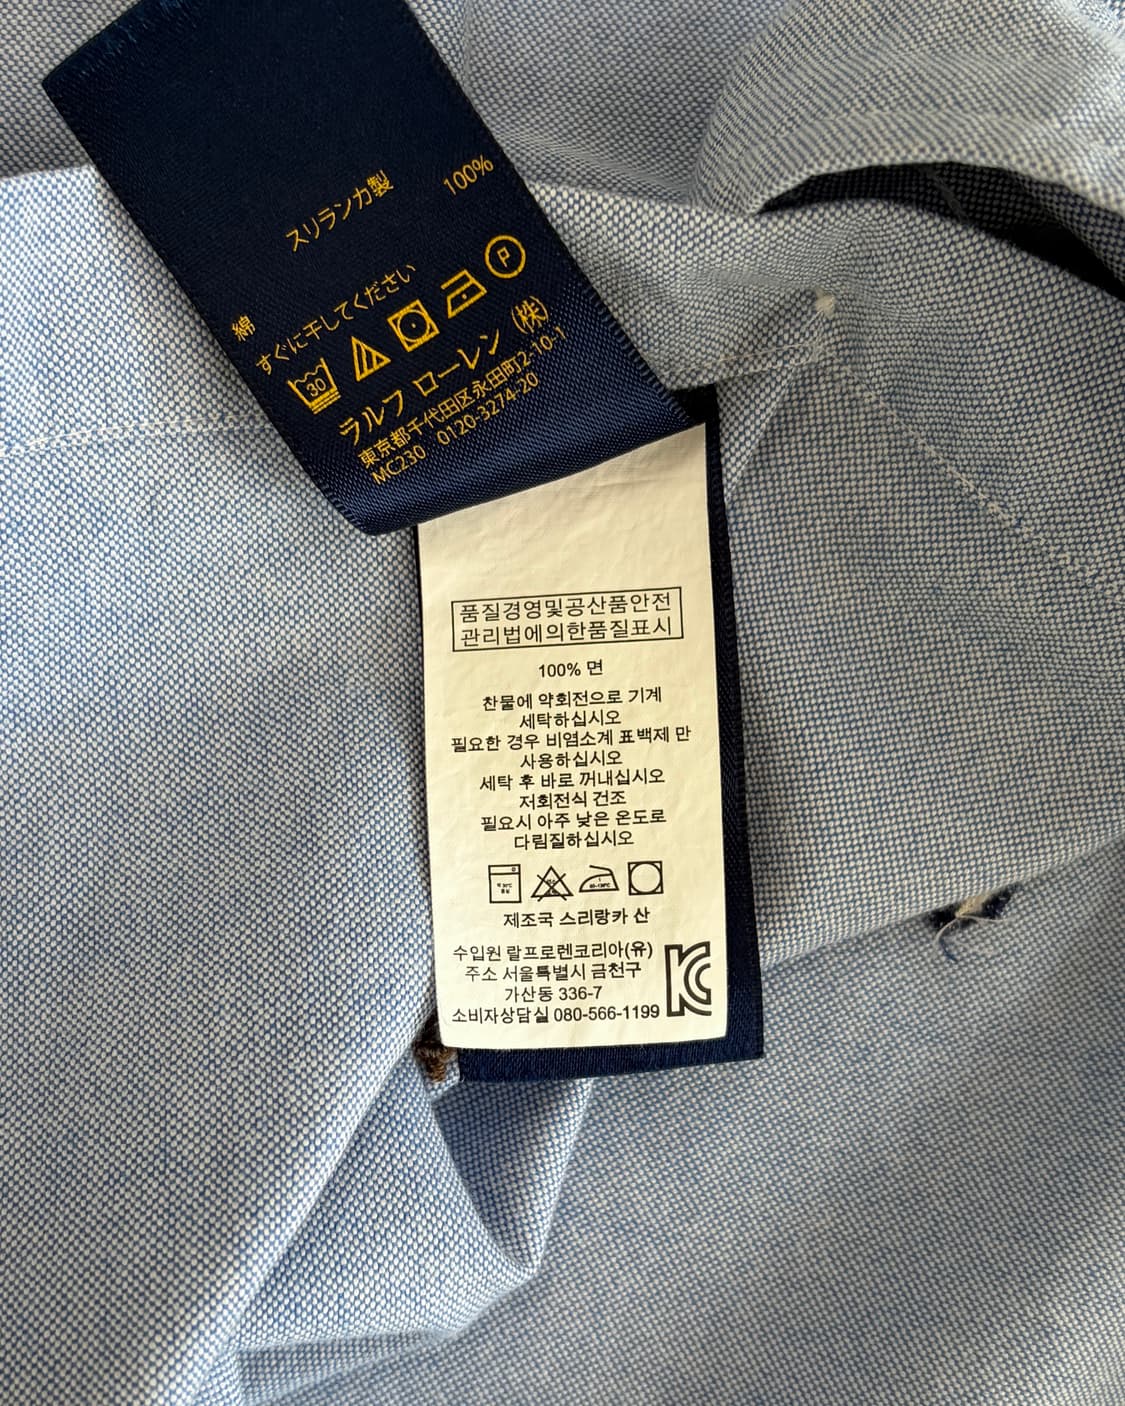 スリランカ製
綿 100%
すぐに干してください
30
P
ラルフ ローレン (株)
東京都千代田区永田町2-10-1
MC230 0120-3274-20
품질경영및공산품안전
관리법에의한품질표시
100% 면
찬물에 약회전으로 기계
세탁하십시오
필요한 경우 비염소계 표백제 만
사용하십시오
세탁 후 바로 꺼내십시오
저회전식 건조
필요시 아주 낮은 온도로
다림질하십시오
제조국 스리랑카 산
수입원 랄프로렌코리아(유)
주소 서울특별시 금천구
가산동 336-7
소비자상담실 080-566-1199